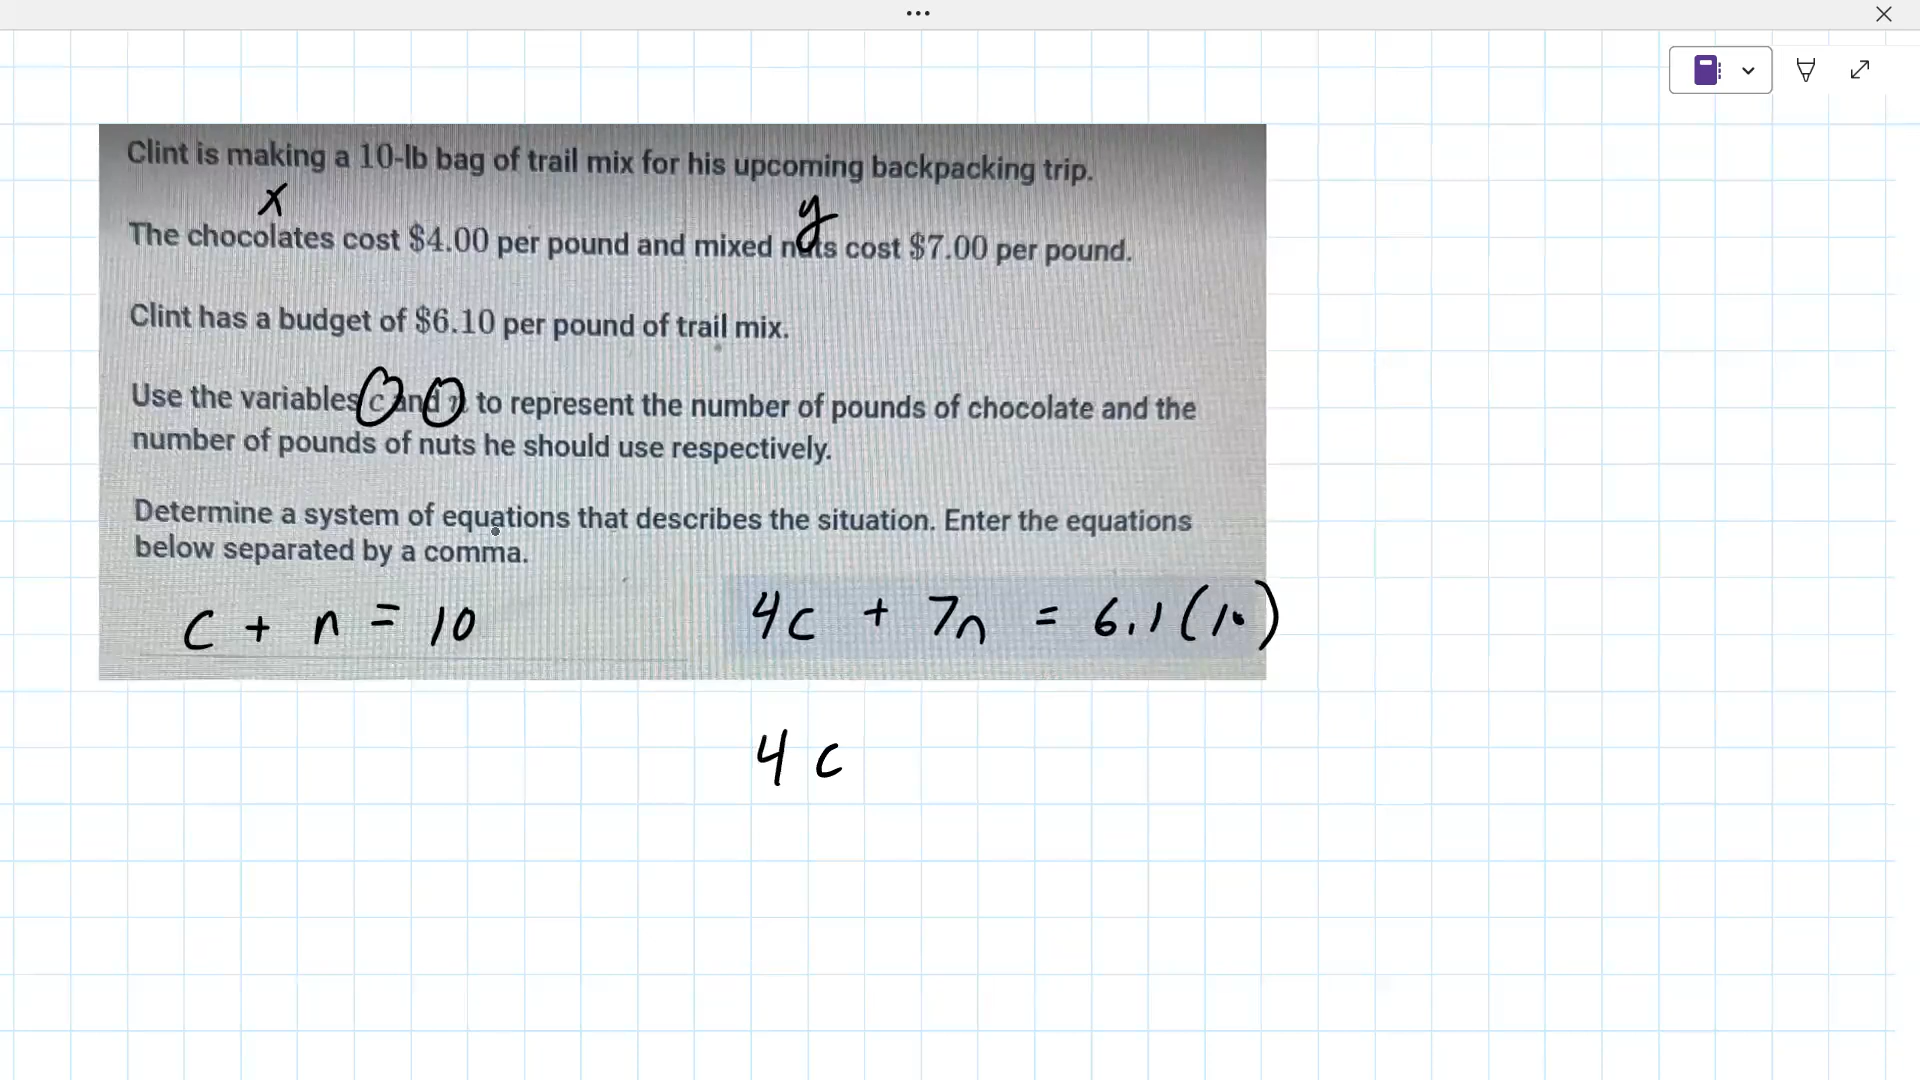 Clint is making a 10-lb bag of trail mix for his upcoming backpacking trip.
x y
The chocolates cost $4.00 per pound and mixed nuts cost $7.00 per pound.
Clint has a budget of $6.10 per pound of trail mix.
Use the variables c and n to represent the number of pounds of chocolate and the
number of pounds of nuts he should use respectively.
Determine a system of equations that describes the situation. Enter the equations
below separated by a comma.
c + n = 10 4c + 7n = 6.1(10)
4c